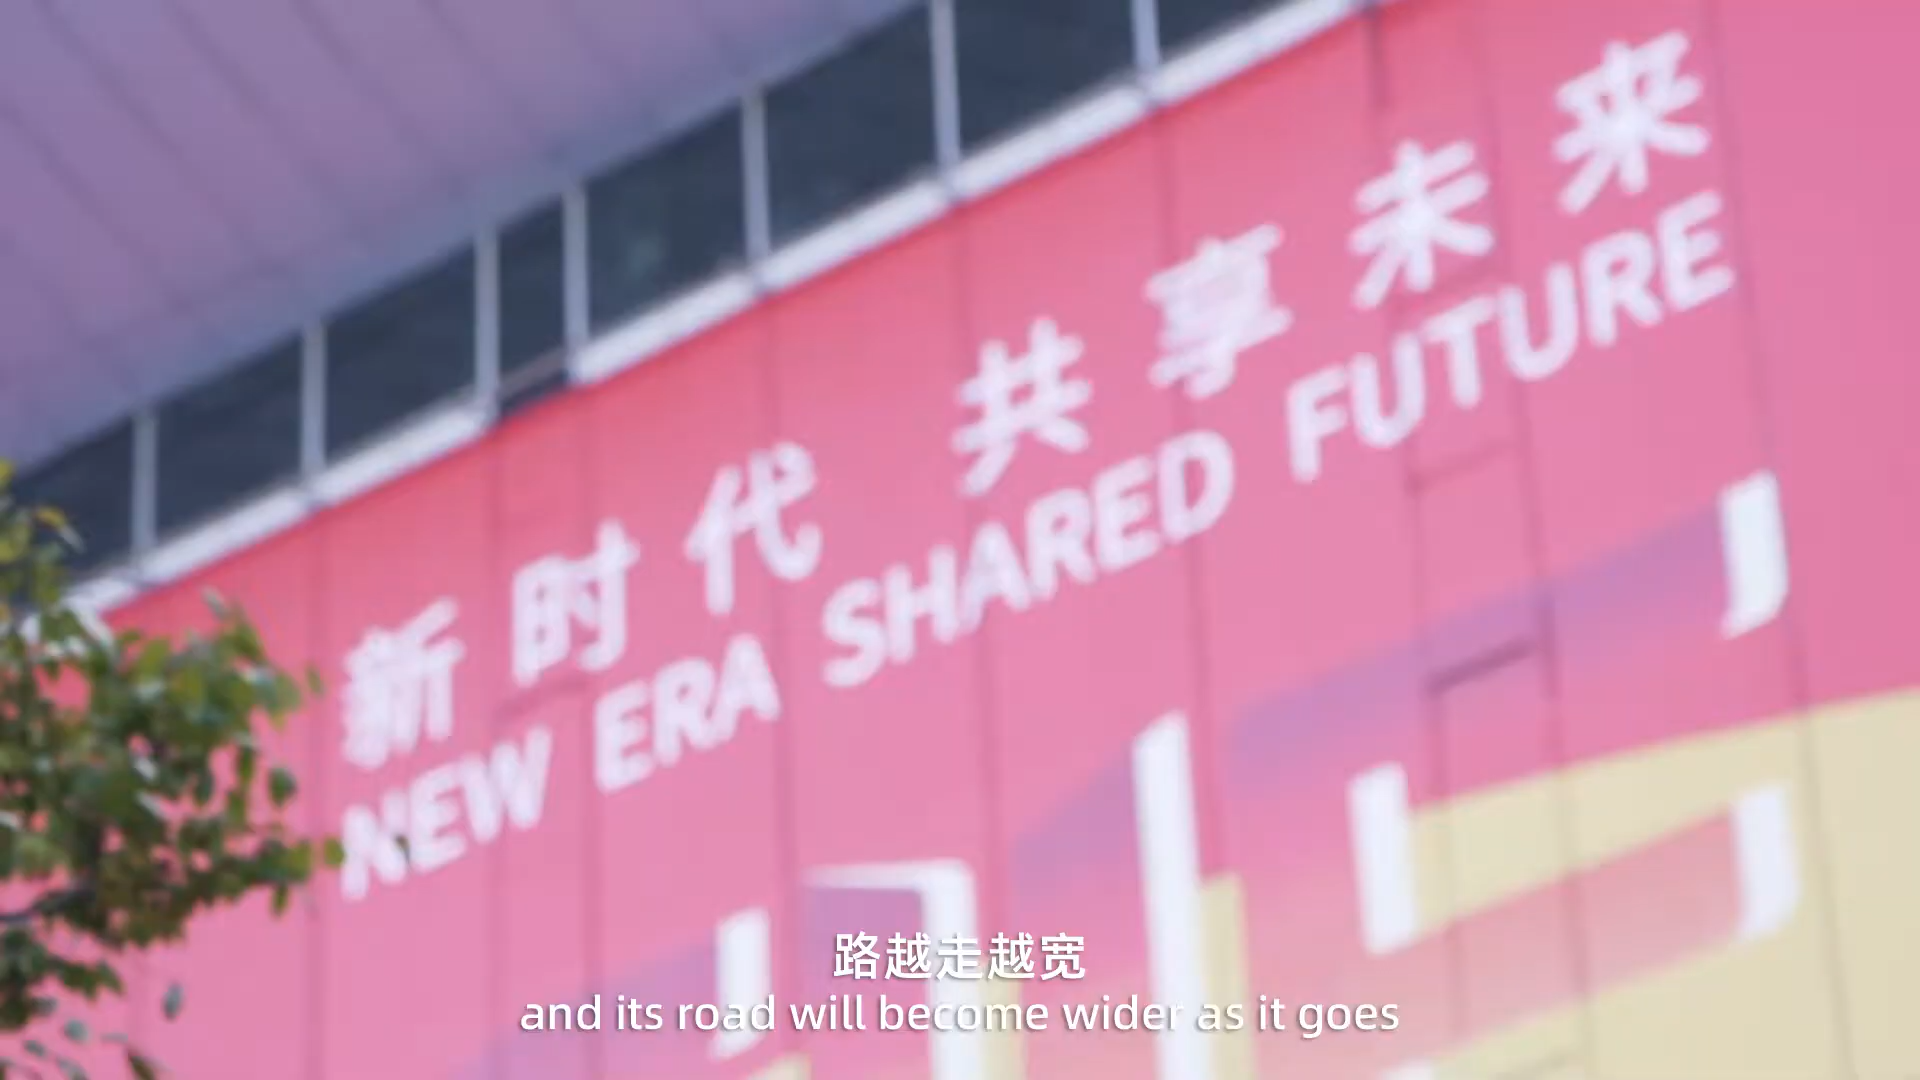 新时代 共享未来
NEW ERA SHARED FUTURE
路越走越宽
and its road will become wider as it goes